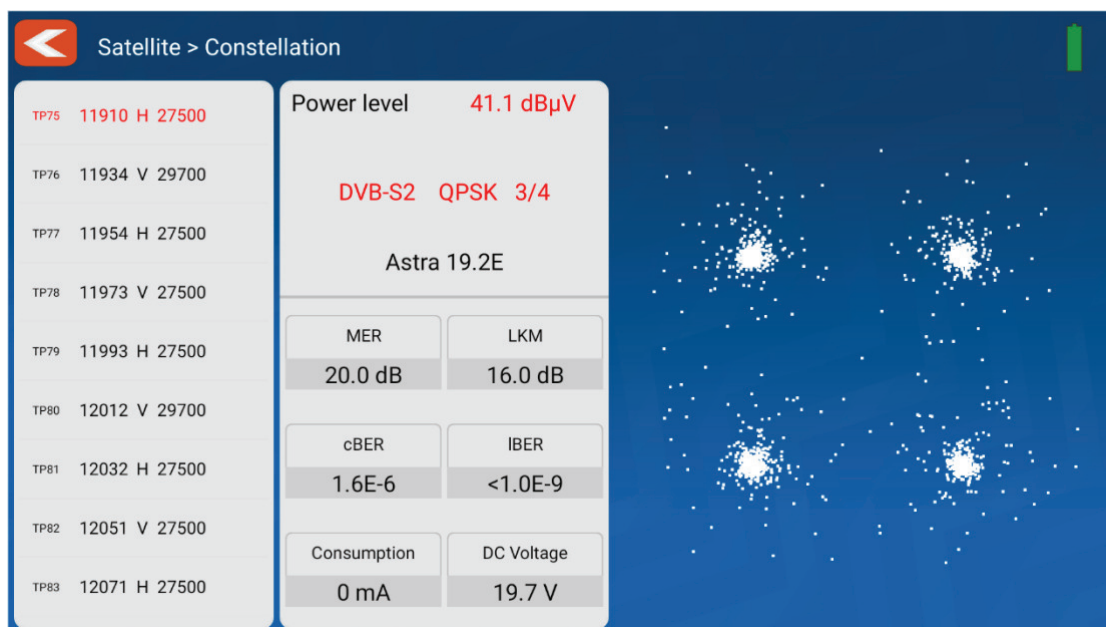 Satellite > Constellation
TP75 11910 H 27500
TP76 11934 V 29700
TP77 11954 H 27500
TP78 11973 V 27500
TP79 11993 H 27500
TP80 12012 V 29700
TP81 12032 H 27500
TP82 12051 V 27500
TP83 12071 H 27500
Power level 41.1 dBµV
DVB-S2 QPSK 3/4
Astra 19.2E
MER LKM
20.0 dB 16.0 dB
cBER lBER
1.6E-6 <1.0E-9
Consumption DC Voltage
0 mA 19.7 V